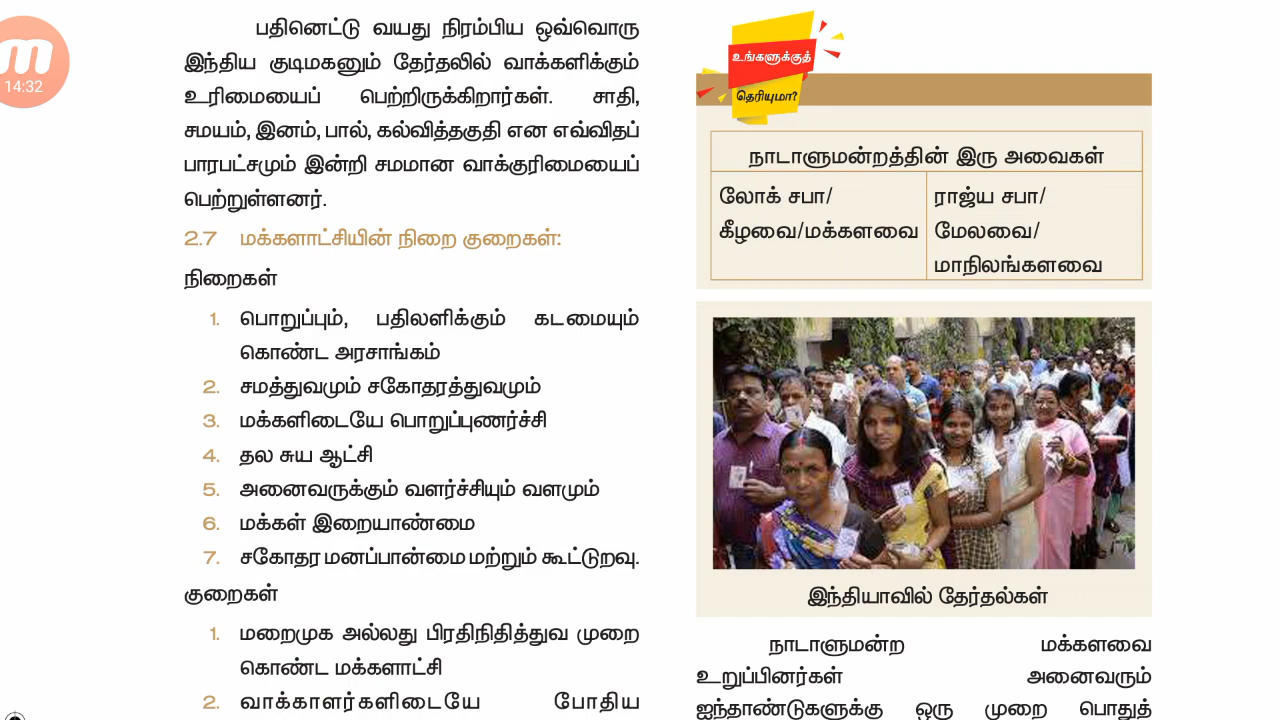 14:32
பதினெட்டு வயது நிரம்பிய ஒவ்வொரு
இந்திய குடிமகனும் தேர்தலில் வாக்களிக்கும்
உரிமையைப் பெற்றிருக்கிறார்கள். சாதி,
சமயம், இனம், பால், கல்வித்தகுதி என எவ்விதப்
பாரபட்சமும் இன்றி சமமான வாக்குரிமையைப்
பெற்றுள்ளனர்.
2.7 மக்களாட்சியின் நிறை குறைகள்:
நிறைகள்
1. பொறுப்பும், பதிலளிக்கும் கடமையும்
கொண்ட அரசாங்கம்
2. சமத்துவமும் சகோதரத்துவமும்
3. மக்களிடையே பொறுப்புணர்ச்சி
4. தல சுய ஆட்சி
5. அனைவருக்கும் வளர்ச்சியும் வளமும்
6. மக்கள் இறையாண்மை
7. சகோதர மனப்பான்மை மற்றும் கூட்டுறவு.
குறைகள்
1. மறைமுக அல்லது பிரதிநிதித்துவ முறை
கொண்ட மக்களாட்சி
2. வாக்காளர்களிடையே போதிய
உங்களுக்குத்
தெரியுமா?
நாடாளுமன்றத்தின் இரு அவைகள்
லோக் சபா/
கீழவை/மக்களவை
ராஜ்ய சபா/
மேலவை/
மாநிலங்களவை
இந்தியாவில் தேர்தல்கள்
நாடாளுமன்ற மக்களவை
உறுப்பினர்கள் அனைவரும்
ஐந்தாண்டுகளுக்கு ஒரு முறை பொதுத்